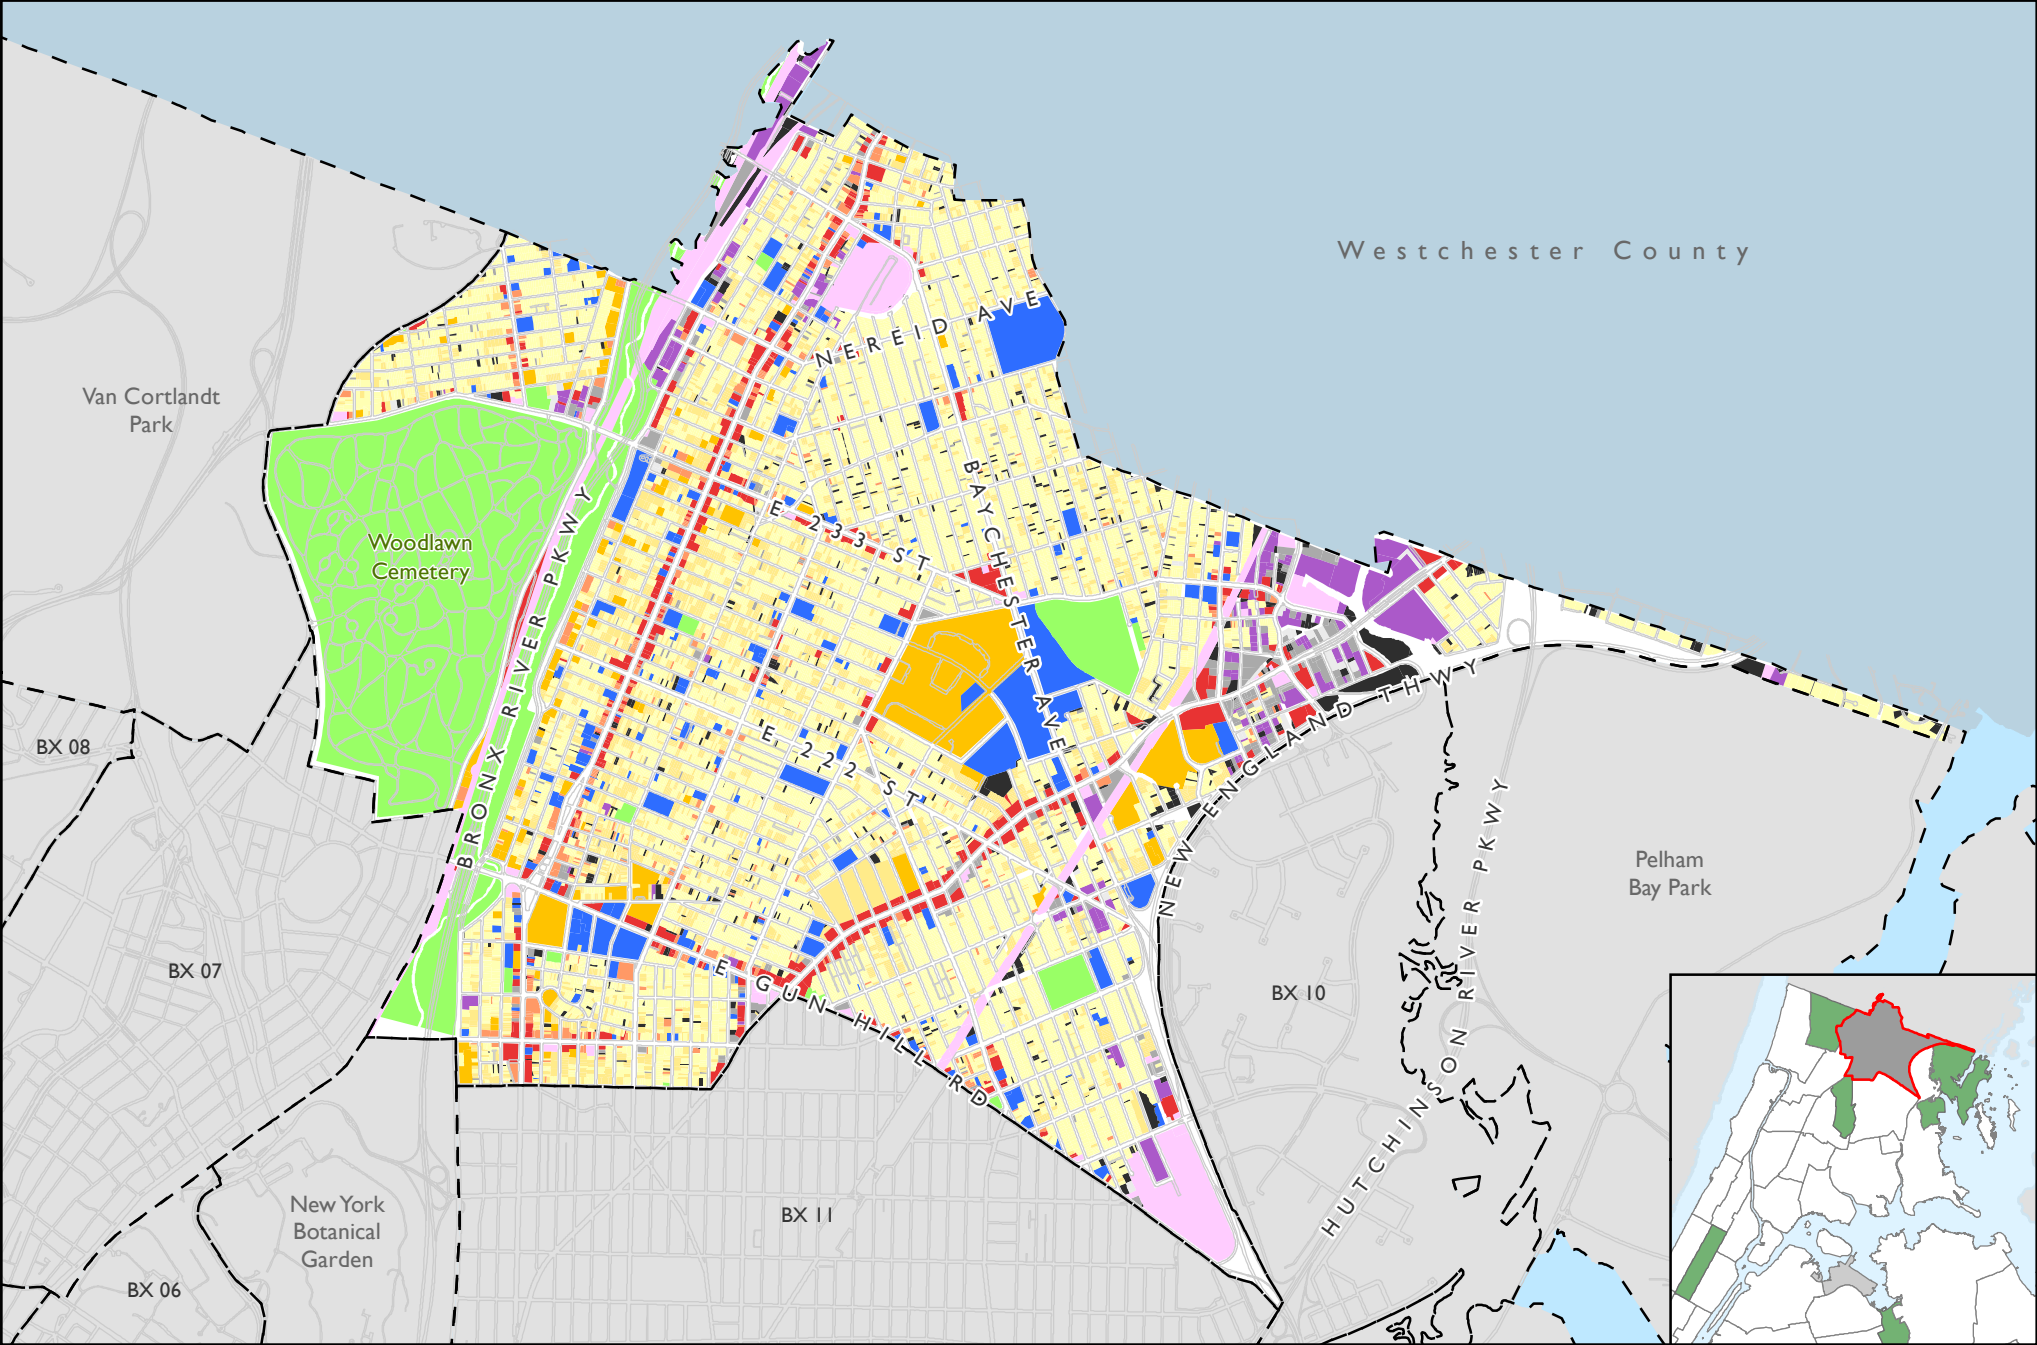 Westchester County
NEREID AVE
Van Cortlandt
Park
BAYCHESTER AVE
E 233 ST
Woodlawn
Cemetery
BRONX RIVER PKWY
E 222 ST
NEW ENGLAND THWY
BX 08
HUTCHINSON RIVER PKWY
Pelham
Bay Park
BX 07
E GUN HILL RD
BX 10
New York
Botanical
Garden
BX 11
BX 06